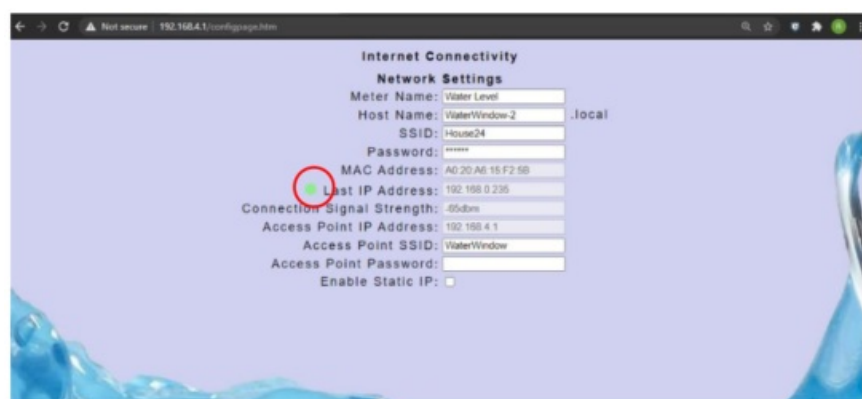 Not secure | 192.168.4.1/configpage.htm
Internet Connectivity
Network Settings
Meter Name: Water Level
Host Name: WaterWindow-2 .local
SSID: House24
Password: ******
MAC Address: A0:20:A6:15:F2:5B
Last IP Address: 192.168.0.235
Connection Signal Strength: -65dbm
Access Point IP Address: 192.168.4.1
Access Point SSID: WaterWindow
Access Point Password:
Enable Static IP: